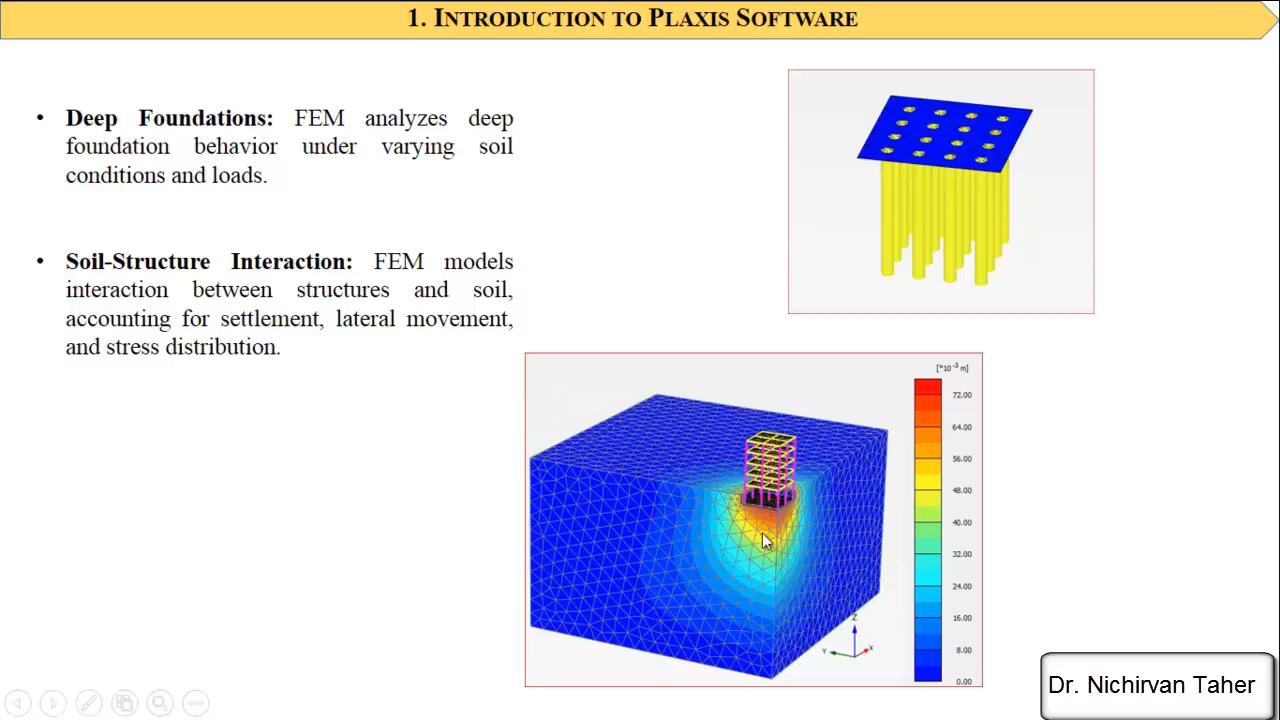 1. INTRODUCTION TO PLAXIS SOFTWARE
• Deep Foundations: FEM analyzes deep
foundation behavior under varying soil
conditions and loads.
• Soil-Structure Interaction: FEM models
interaction between structures and soil,
accounting for settlement, lateral movement,
and stress distribution.
[*10⁻³ m]
72.00
64.00
56.00
48.00
40.00
32.00
24.00
16.00
8.00
0.00
Z
Y
X
Dr. Nichirvan Taher